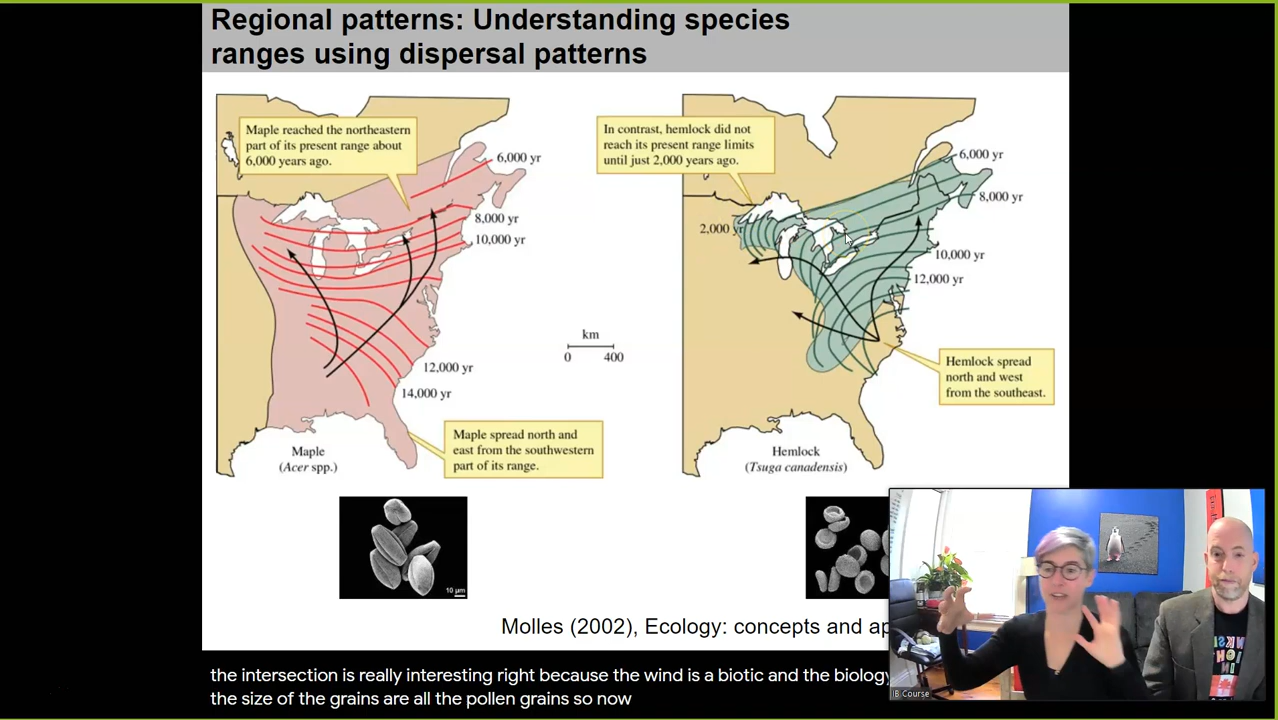 Regional patterns: Understanding species
ranges using dispersal patterns
Maple reached the northeastern
part of its present range about
6,000 years ago.
6,000 yr
8,000 yr
10,000 yr
12,000 yr
14,000 yr
Maple spread north and
east from the southwestern
part of its range.
Maple
(Acer spp.)
km
0 400
In contrast, hemlock did not
reach its present range limits
until just 2,000 years ago.
6,000 yr
8,000 yr
2,000 yr
10,000 yr
12,000 yr
Hemlock spread
north and west
from the southeast.
Hemlock
(Tsuga canadensis)
10 µm
Molles (2002), Ecology: concepts and ap
IB Course
the intersection is really interesting right because the wind is a biotic and the biology
the size of the grains are all the pollen grains so now